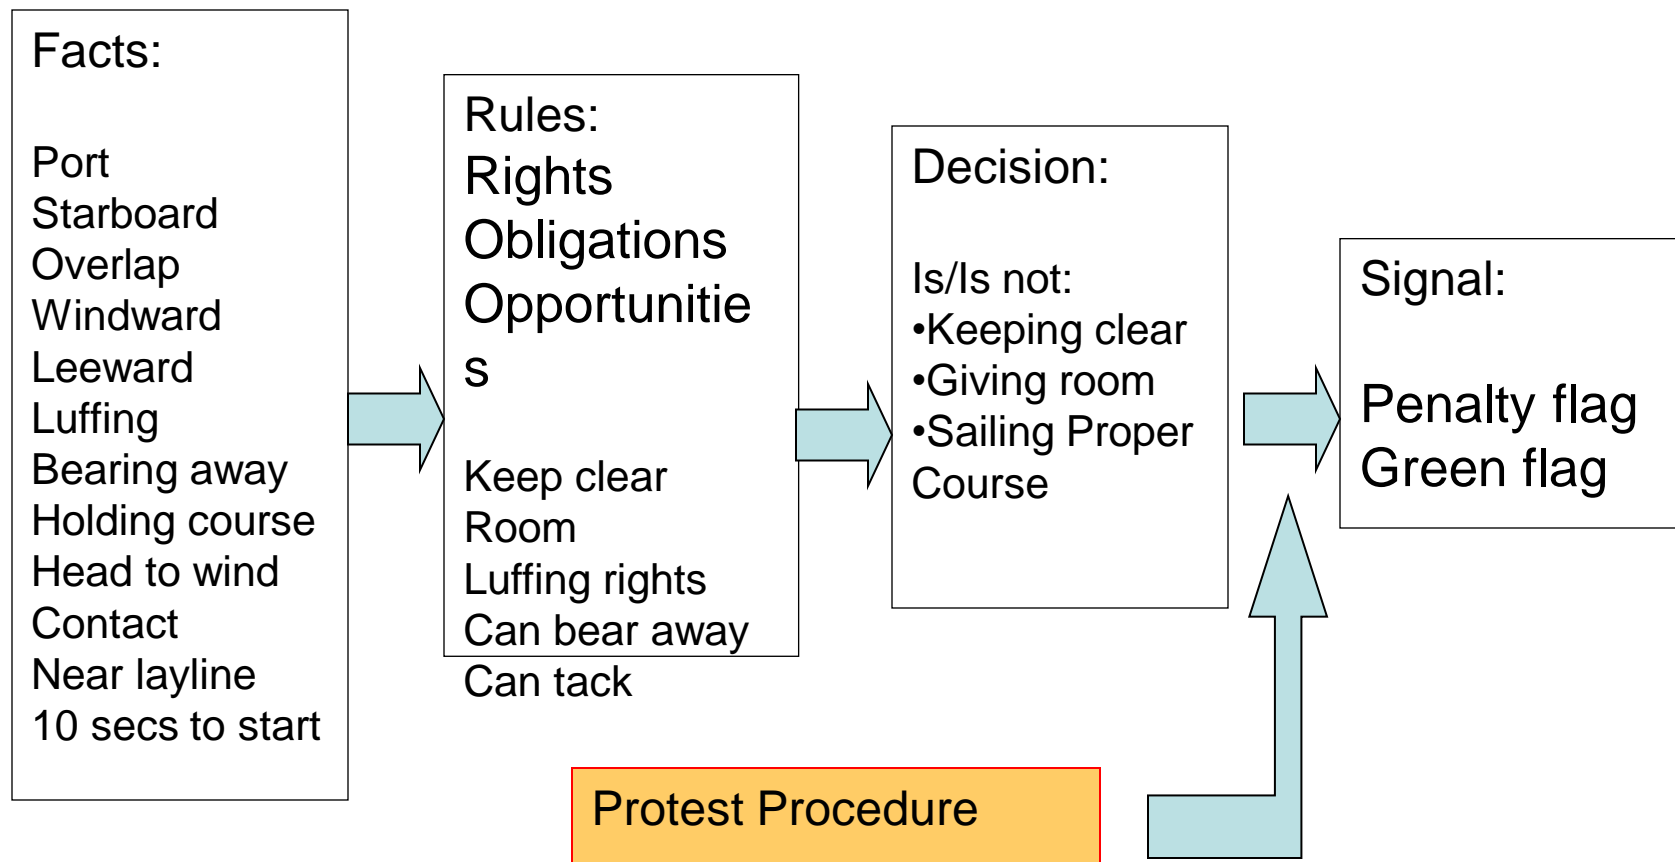 Facts:
Port
Starboard
Overlap
Windward
Leeward
Luffing
Bearing away
Holding course
Head to wind
Contact
Near layline
10 secs to start
Rules:
Rights
Obligations
Opportunitie
s
Keep clear
Room
Luffing rights
Can bear away
Can tack
Decision:
Is/Is not:
•Keeping clear
•Giving room
•Sailing Proper
Course
Signal:
Penalty flag
Green flag
Protest Procedure